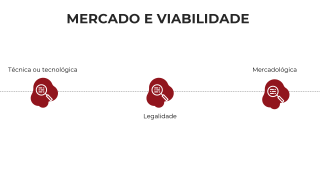 MERCADO E VIABILIDADE
Técnica ou tecnológica
Mercadológica
Legalidade